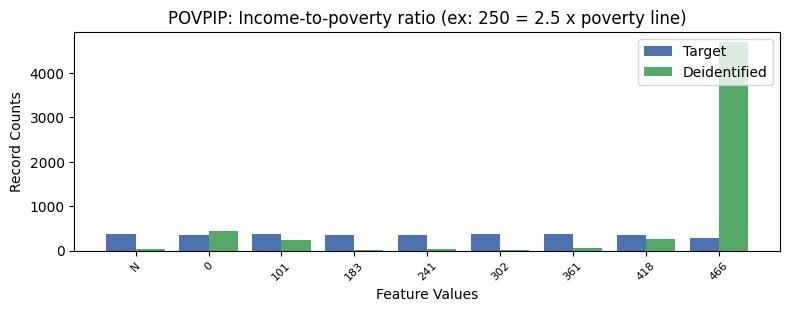 POVPIP: Income-to-poverty ratio (ex: 250 = 2.5 x poverty line)
Target
Deidentified
Record Counts
4000
3000
2000
1000
0
N
0
101
183
241
302
361
418
466
Feature Values